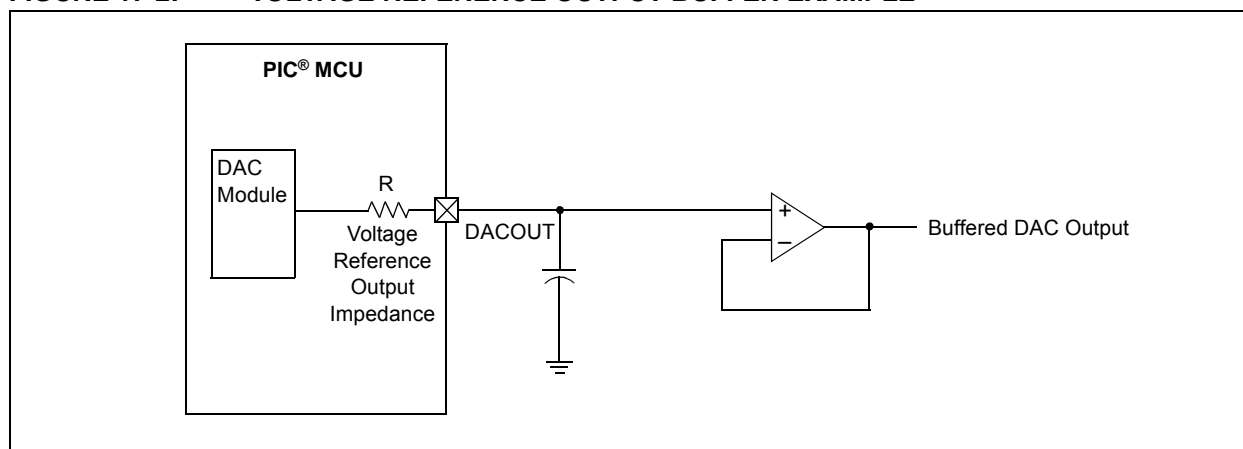 PIC® MCU
DAC
Module
R
DACOUT
Voltage
Reference
Output
Impedance
+
–
Buffered DAC Output